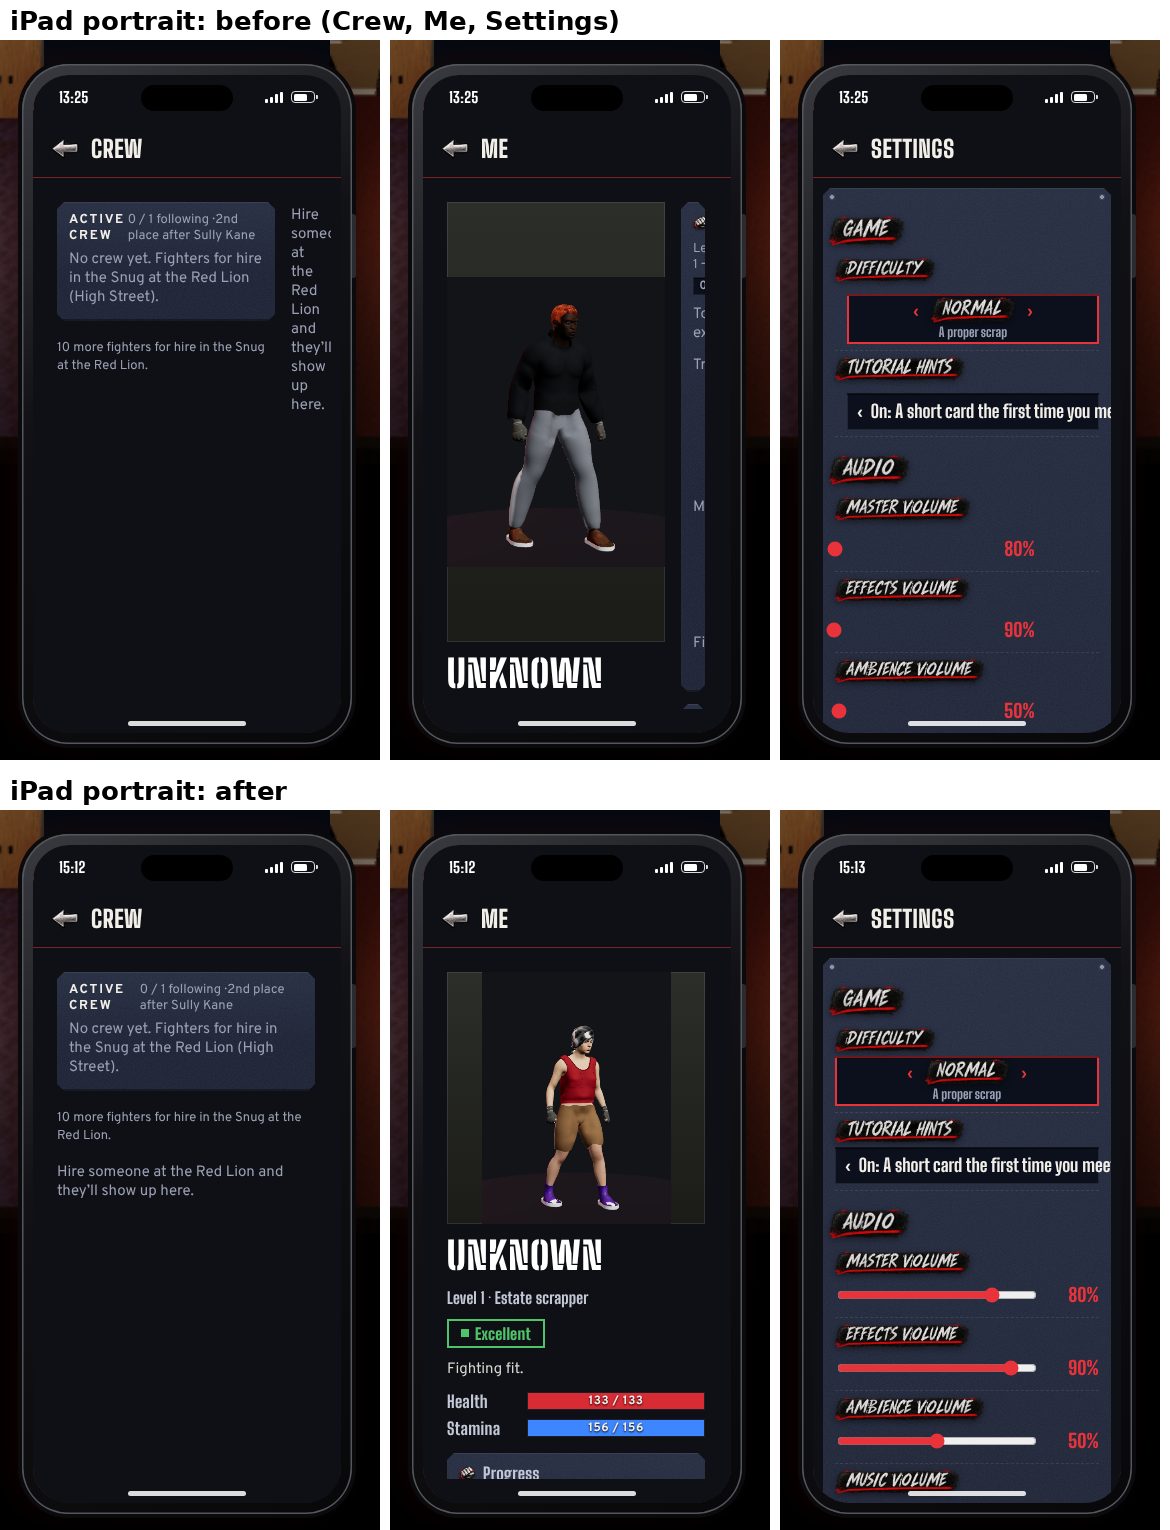 iPad portrait: before (Crew, Me, Settings)
13:25
CREW
ACTIVE CREW
0 / 1 following ·2nd
place after Sully Kane
No crew yet. Fighters for hire
in the Snug at the Red Lion
(High Street).
10 more fighters for hire in the Snug
at the Red Lion.
Hire
at
the
Red
Lion
and
they'll
show
up
here.
13:25
ME
UNKNOWN
Le
1 -
0
To
ex
Tr
M
Fi
13:25
SETTINGS
GAME
DIFFICULTY
‹ NORMAL ›
A proper scrap
TUTORIAL HINTS
‹ On: A short card the first time you me
AUDIO
MASTER VOLUME
80%
EFFECTS VOLUME
90%
AMBIENCE VOLUME
50%
iPad portrait: after
15:12
CREW
ACTIVE CREW
0 / 1 following ·2nd place
after Sully Kane
No crew yet. Fighters for hire in
the Snug at the Red Lion (High
Street).
10 more fighters for hire in the Snug at the
Red Lion.
Hire someone at the Red Lion and
they'll show up here.
15:12
ME
UNKNOWN
Level 1 · Estate scrapper
Excellent
Fighting fit.
Health 133 / 133
Stamina 156 / 156
Progress
15:13
SETTINGS
GAME
DIFFICULTY
‹ NORMAL ›
A proper scrap
TUTORIAL HINTS
‹ On: A short card the first time you mee
AUDIO
MASTER VOLUME
80%
EFFECTS VOLUME
90%
AMBIENCE VOLUME
50%
MUSIC VOLUME